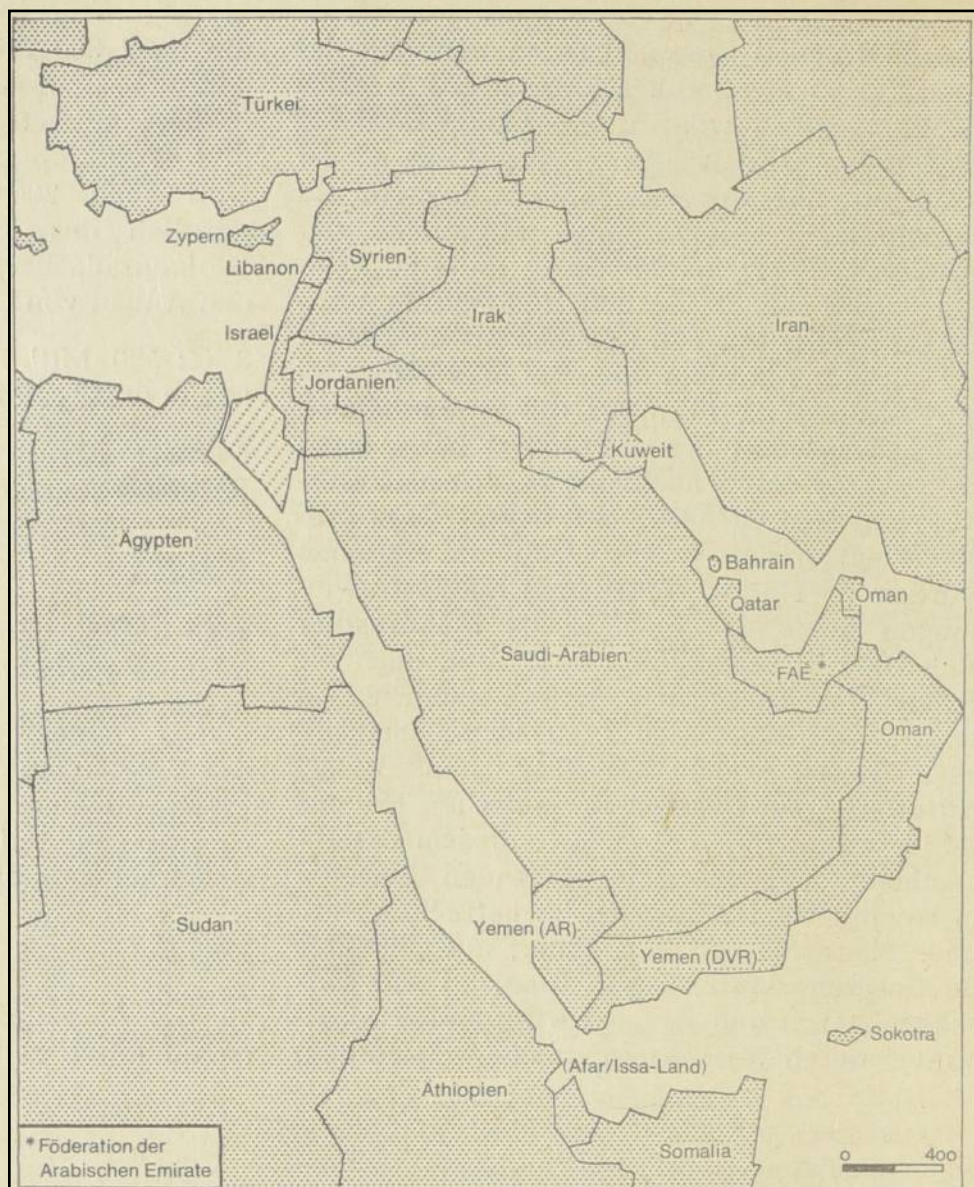 Türkei
Zypern
Syrien
Libanon
Israel
Irak
Iran
Jordanien
Kuweit
Ägypten
Bahrain
Qatar
Oman
Saudi-Arabien
FAE *
Oman
Sudan
Yemen (AR)
Yemen (DVR)
Sokotra
(Afar/Issa-Land)
Äthiopien
Somalia
* Föderation der
Arabischen Emirate
0 400